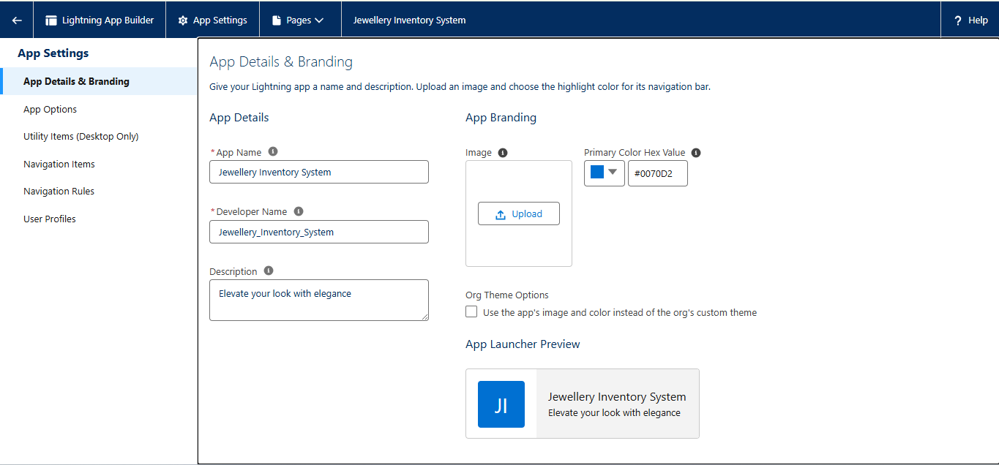 Lightning App Builder
App Settings
Pages
Jewellery Inventory System
? Help
App Settings
App Details & Branding
App Options
Utility Items (Desktop Only)
Navigation Items
Navigation Rules
User Profiles
App Details & Branding
Give your Lightning app a name and description. Upload an image and choose the highlight color for its navigation bar.
App Details
* App Name
Jewellery Inventory System
* Developer Name
Jewellery_Inventory_System
Description
Elevate your look with elegance
App Branding
Image
Upload
Primary Color Hex Value
#0070D2
Org Theme Options
Use the app's image and color instead of the org's custom theme
App Launcher Preview
JI
Jewellery Inventory System
Elevate your look with elegance